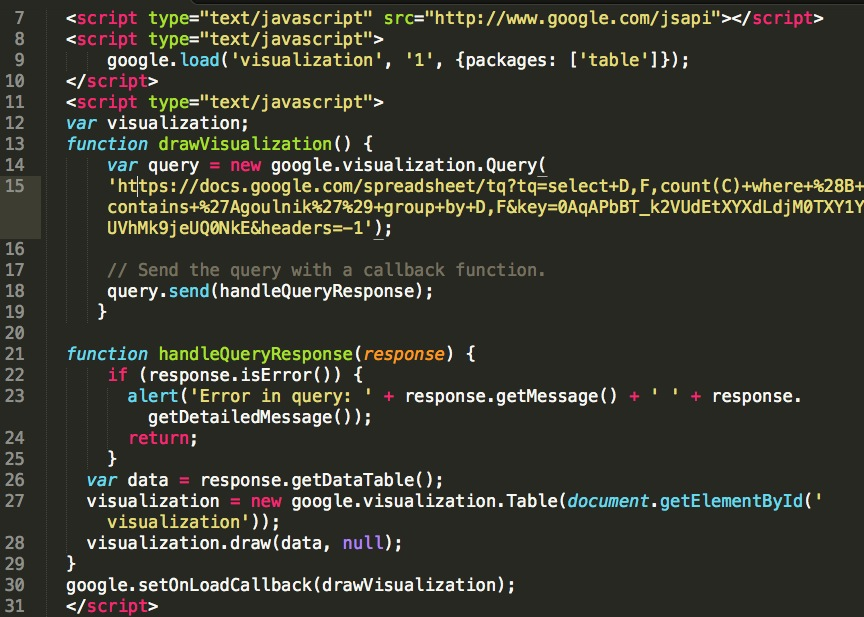 7 <script type="text/javascript" src="http://www.google.com/jsapi"></script>
8 <script type="text/javascript">
9 google.load('visualization', '1', {packages: ['table']});
10 </script>
11 <script type="text/javascript">
12 var visualization;
13 function drawVisualization() {
14 var query = new google.visualization.Query(
15 'https://docs.google.com/spreadsheet/tq?tq=select+D,F,count(C)+where+%28B+
contains+%27Agoulnik%27%29+group+by+D,F&key=0AqAPbBT_k2VUdEtXYXdLdjM0TXY1Y
UVhMk9jeUQ0NkE&headers=-1');
16
17 // Send the query with a callback function.
18 query.send(handleQueryResponse);
19 }
20
21 function handleQueryResponse(response) {
22 if (response.isError()) {
23 alert('Error in query: ' + response.getMessage() + ' ' + response.
getDetailedMessage());
24 return;
25 }
26 var data = response.getDataTable();
27 visualization = new google.visualization.Table(document.getElementById('
visualization'));
28 visualization.draw(data, null);
29 }
30 google.setOnLoadCallback(drawVisualization);
31 </script>